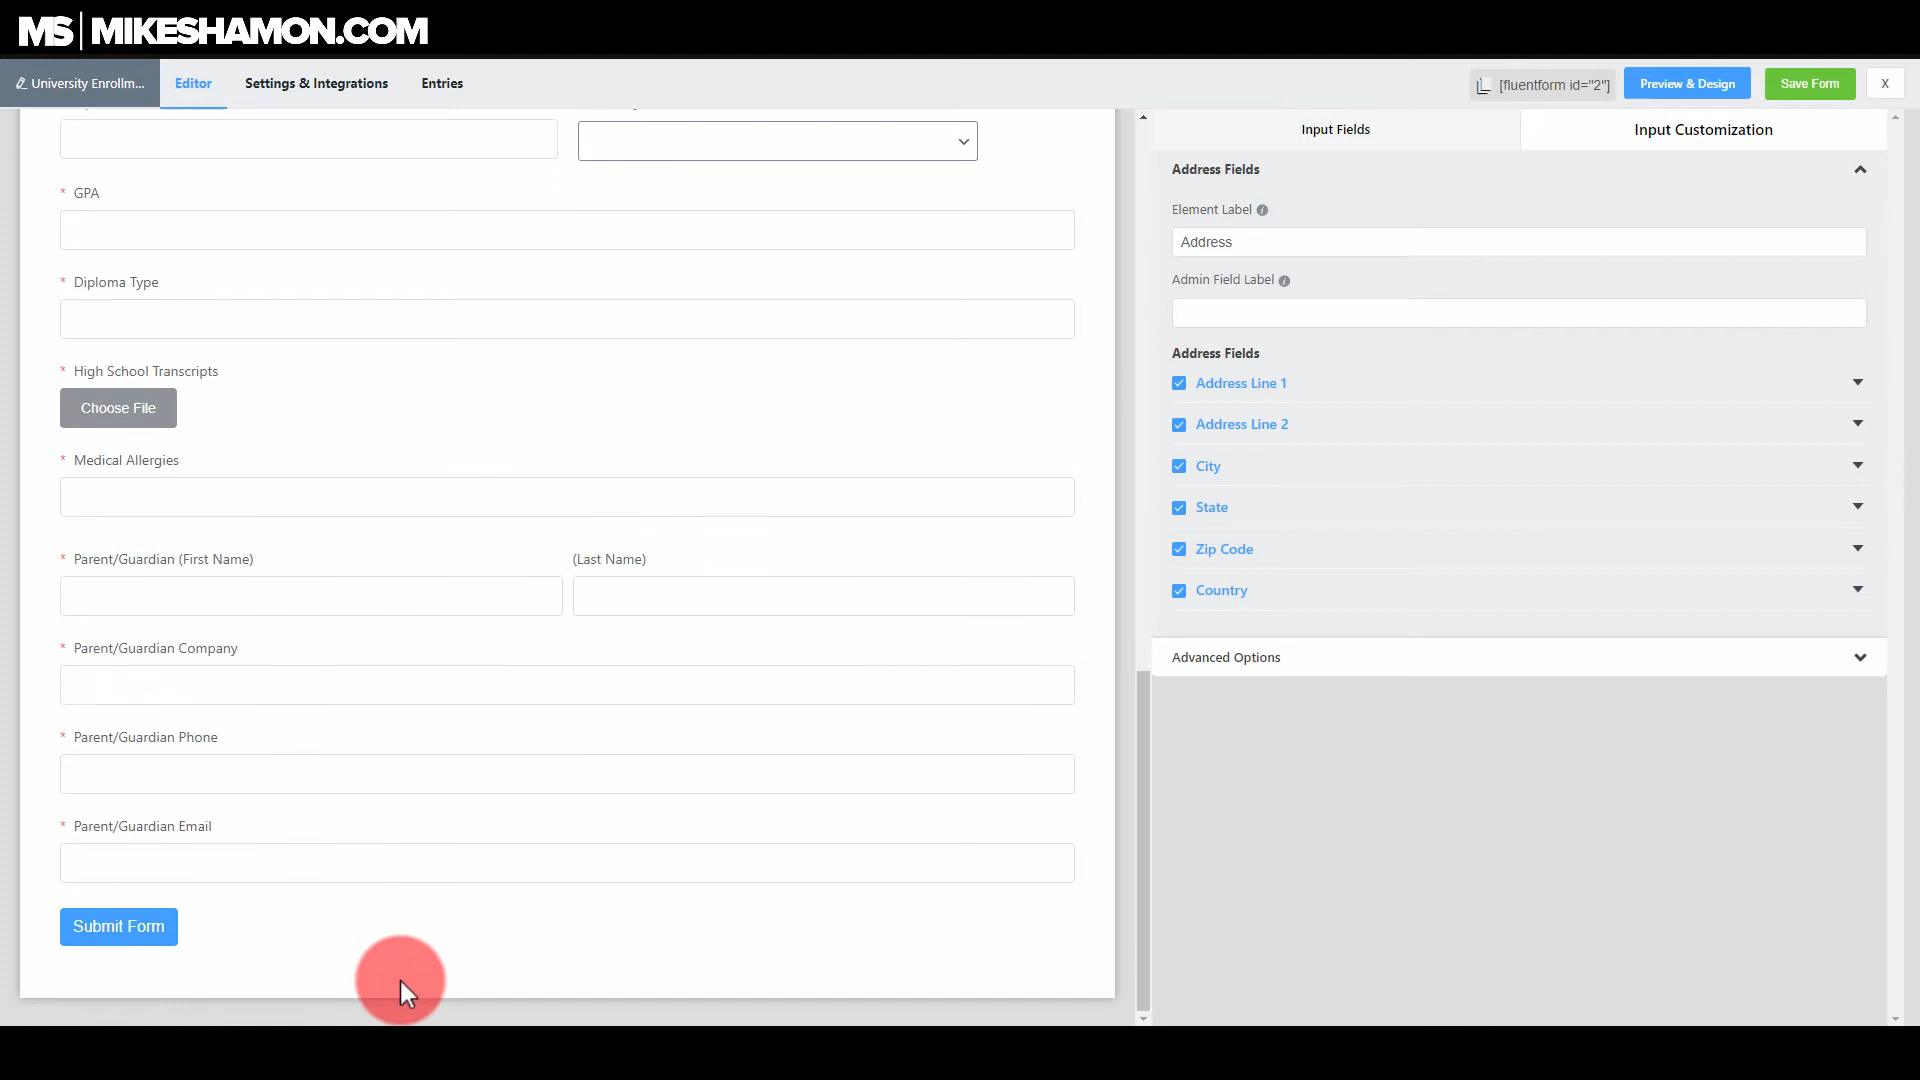 MS | MIKESHAMON.COM
University Enrollm...
Editor
Settings & Integrations
Entries
[fluentform id="2"]
Preview & Design
Save Form
X
Input Fields
Input Customization
Address Fields
Element Label
Address
Admin Field Label
Address Fields
Address Line 1
Address Line 2
City
State
Zip Code
Country
Advanced Options
* GPA
* Diploma Type
* High School Transcripts
Choose File
* Medical Allergies
* Parent/Guardian (First Name)
(Last Name)
* Parent/Guardian Company
* Parent/Guardian Phone
* Parent/Guardian Email
Submit Form